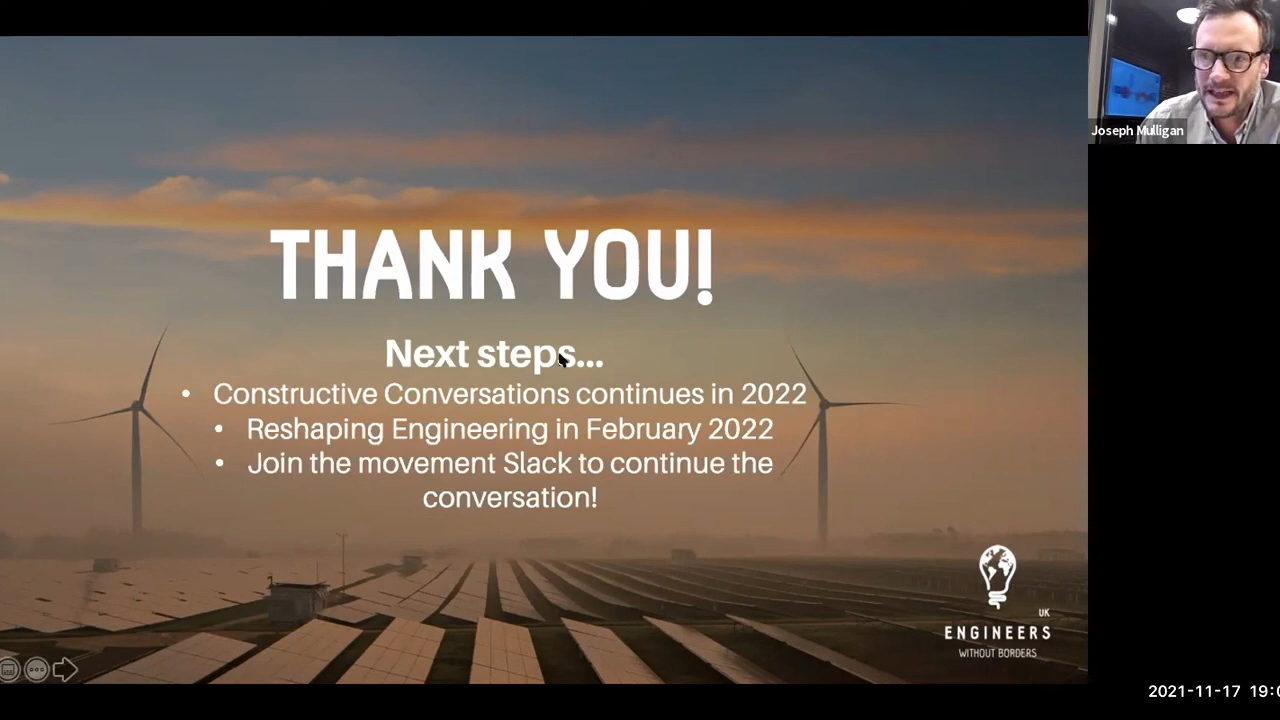 Joseph Mulligan
THANK YOU!
Next steps...
• Constructive Conversations continues in 2022
• Reshaping Engineering in February 2022
• Join the movement Slack to continue the
conversation!
UK
ENGINEERS
WITHOUT BORDERS
2021-11-17 19:0